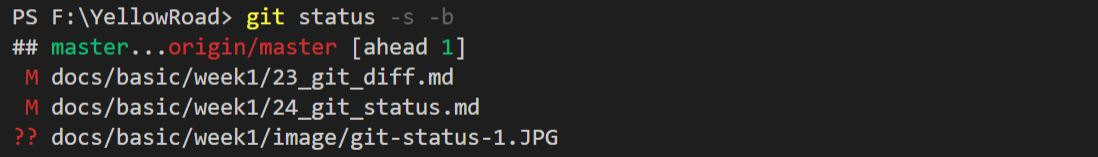 PS F:\YellowRoad> git status -s -b
## master...origin/master [ahead 1]
 M docs/basic/week1/23_git_diff.md
 M docs/basic/week1/24_git_status.md
?? docs/basic/week1/image/git-status-1.JPG